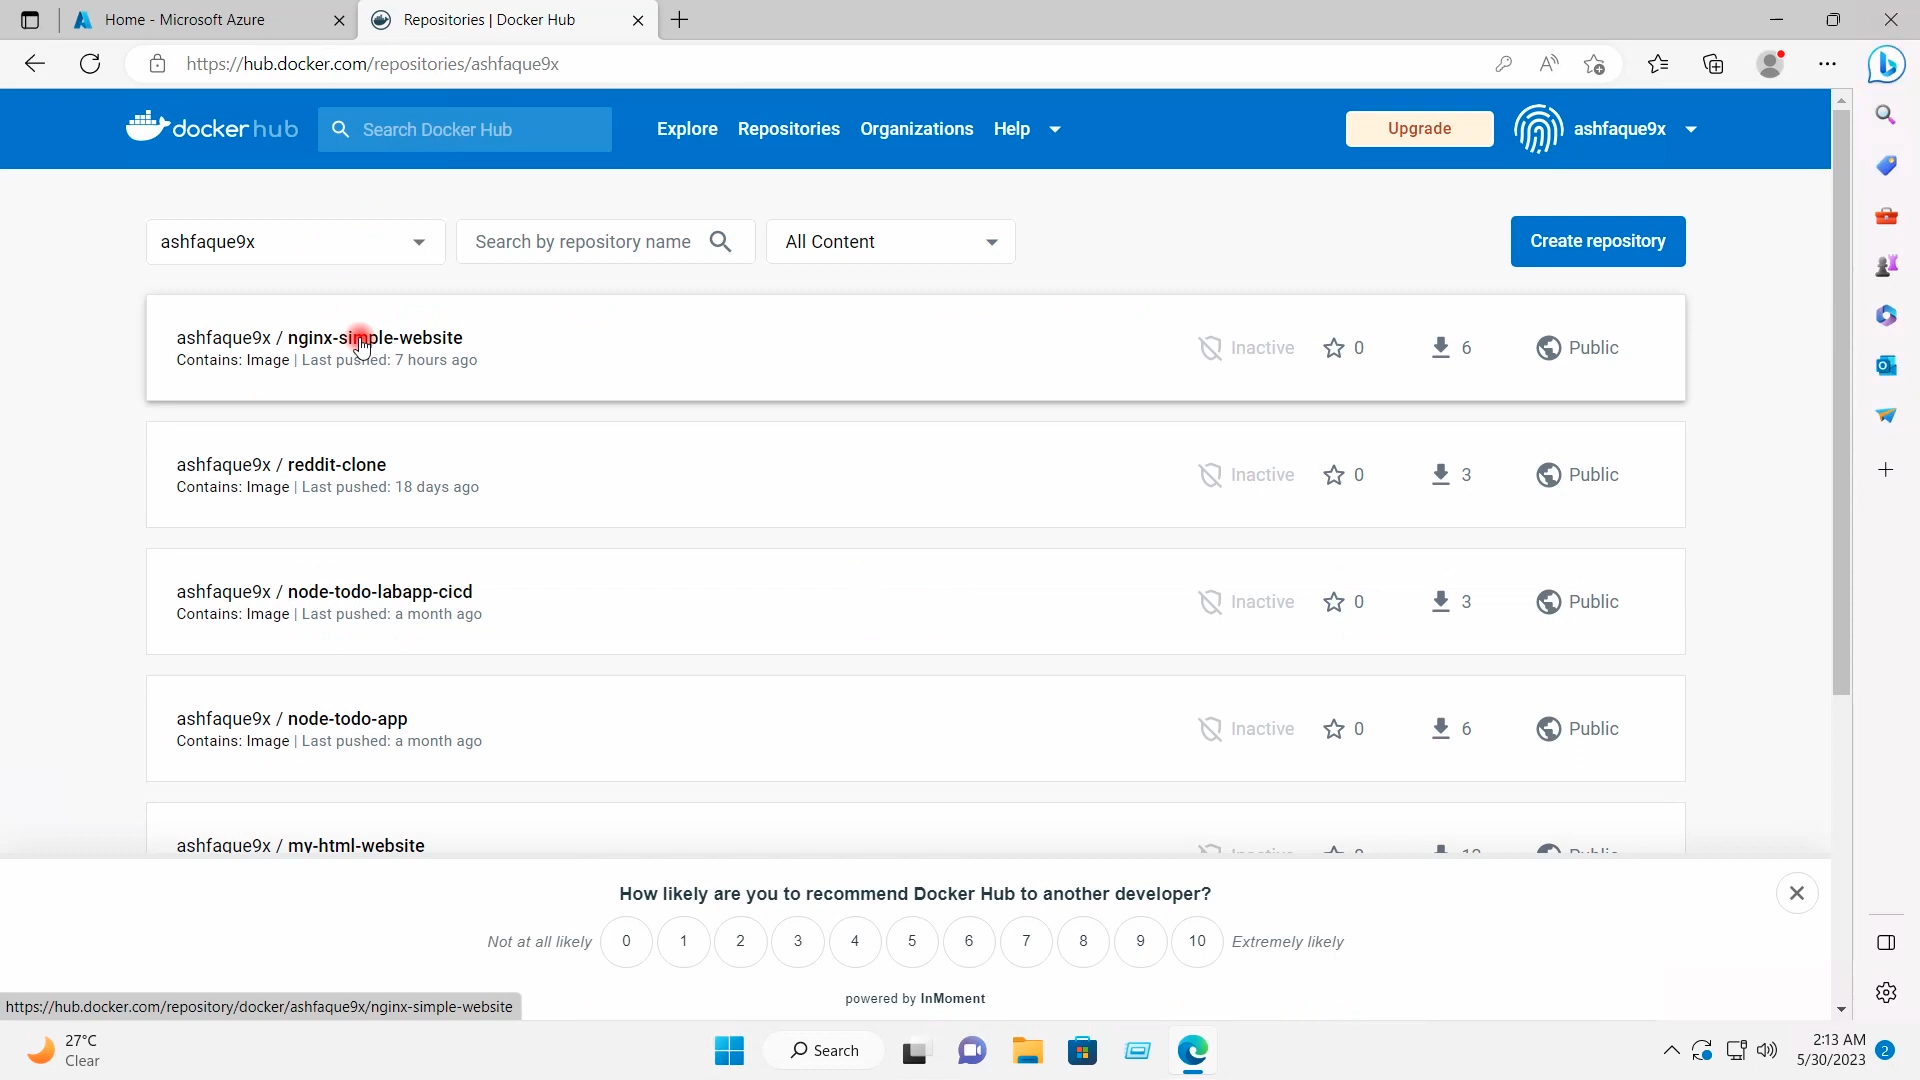 Home - Microsoft Azure
Repositories | Docker Hub
https://hub.docker.com/repositories/ashfaque9x
docker hub
Search Docker Hub
Explore
Repositories
Organizations
Help
Upgrade
ashfaque9x
ashfaque9x
Search by repository name
All Content
Create repository
ashfaque9x / nginx-simple-website
Contains: Image | Last pushed: 7 hours ago
Inactive
0
6
Public
ashfaque9x / reddit-clone
Contains: Image | Last pushed: 18 days ago
Inactive
0
3
Public
ashfaque9x / node-todo-labapp-cicd
Contains: Image | Last pushed: a month ago
Inactive
0
3
Public
ashfaque9x / node-todo-app
Contains: Image | Last pushed: a month ago
Inactive
0
6
Public
ashfaque9x / my-html-website
How likely are you to recommend Docker Hub to another developer?
Not at all likely
0
1
2
3
4
5
6
7
8
9
10
Extremely likely
powered by InMoment
https://hub.docker.com/repository/docker/ashfaque9x/nginx-simple-website
27°C
Clear
Search
2:13 AM
5/30/2023
2